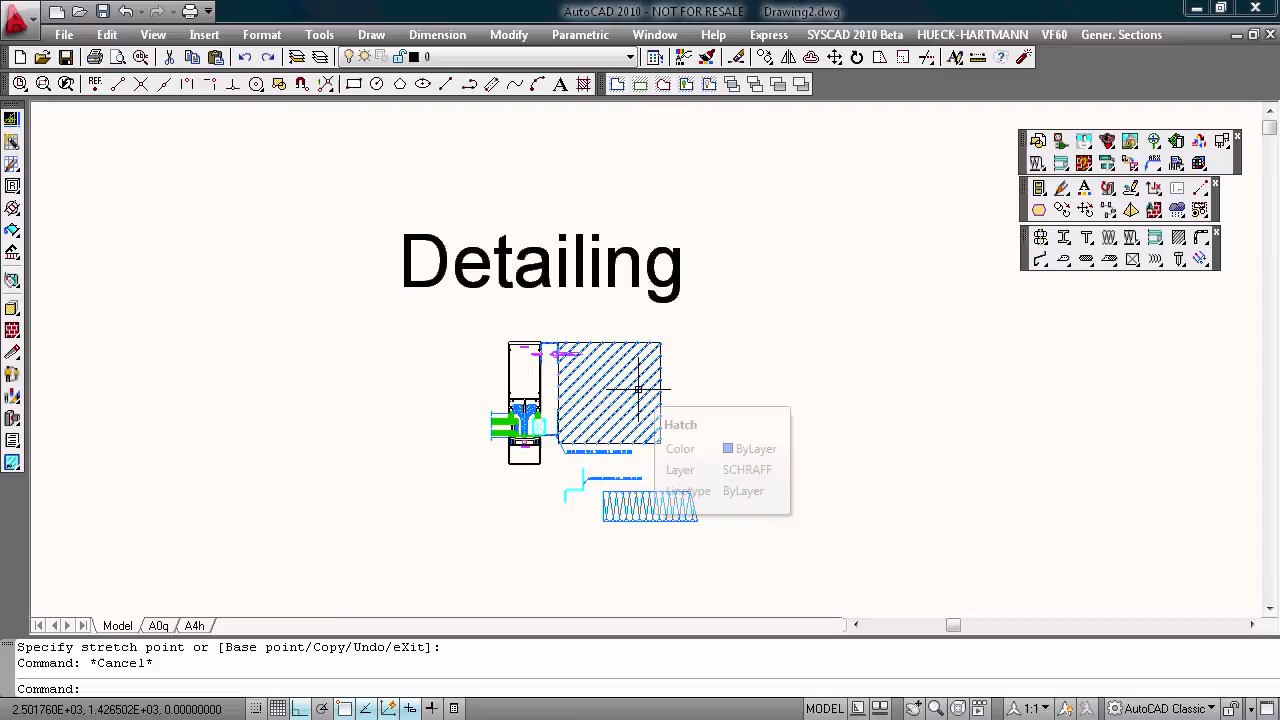 AutoCAD 2010 - NOT FOR RESALE Drawing2.dwg
File Edit View Insert Format Tools Draw Dimension Modify Parametric Window Help Express SYSCAD 2010 Beta HUECK-HARTMANN VF60 Gener. Sections
0
REF.
Detailing
Hatch
Color ByLayer
Layer SCHRAFF
Linetype ByLayer
Model A0q A4h
Specify stretch point or [Base point/Copy/Undo/eXit]:
Command: *Cancel*
Command:
2.501760E+03, 1.426502E+03, 0.00000000 MODEL 1:1 AutoCAD Classic